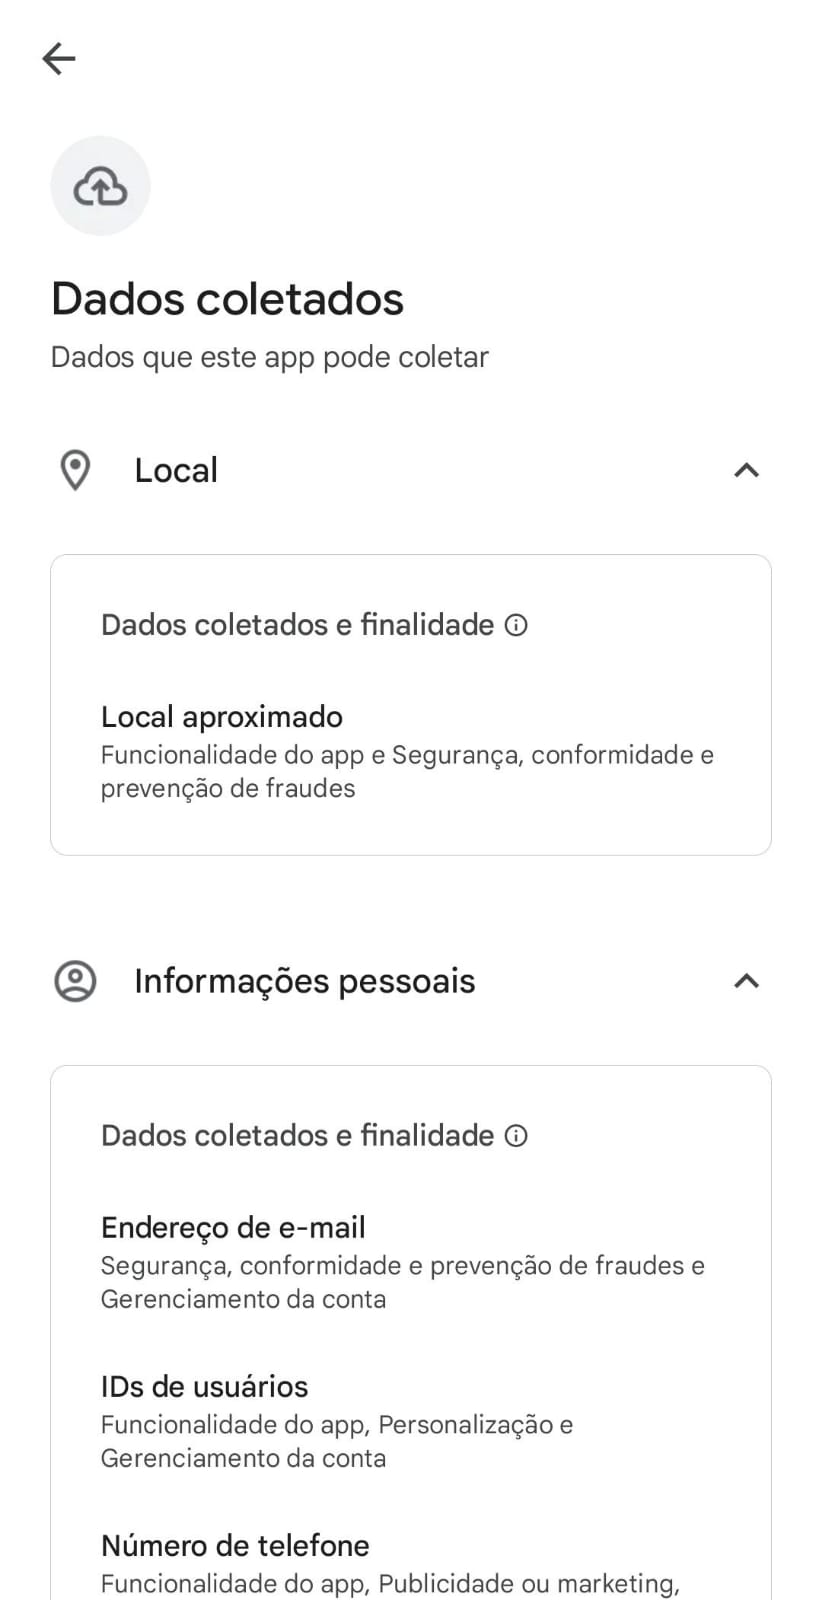 Dados coletados
Dados que este app pode coletar
Local
Dados coletados e finalidade
Local aproximado
Funcionalidade do app e Segurança, conformidade e
prevenção de fraudes
Informações pessoais
Dados coletados e finalidade
Endereço de e-mail
Segurança, conformidade e prevenção de fraudes e
Gerenciamento da conta
IDs de usuários
Funcionalidade do app, Personalização e
Gerenciamento da conta
Número de telefone
Funcionalidade do app, Publicidade ou marketing,